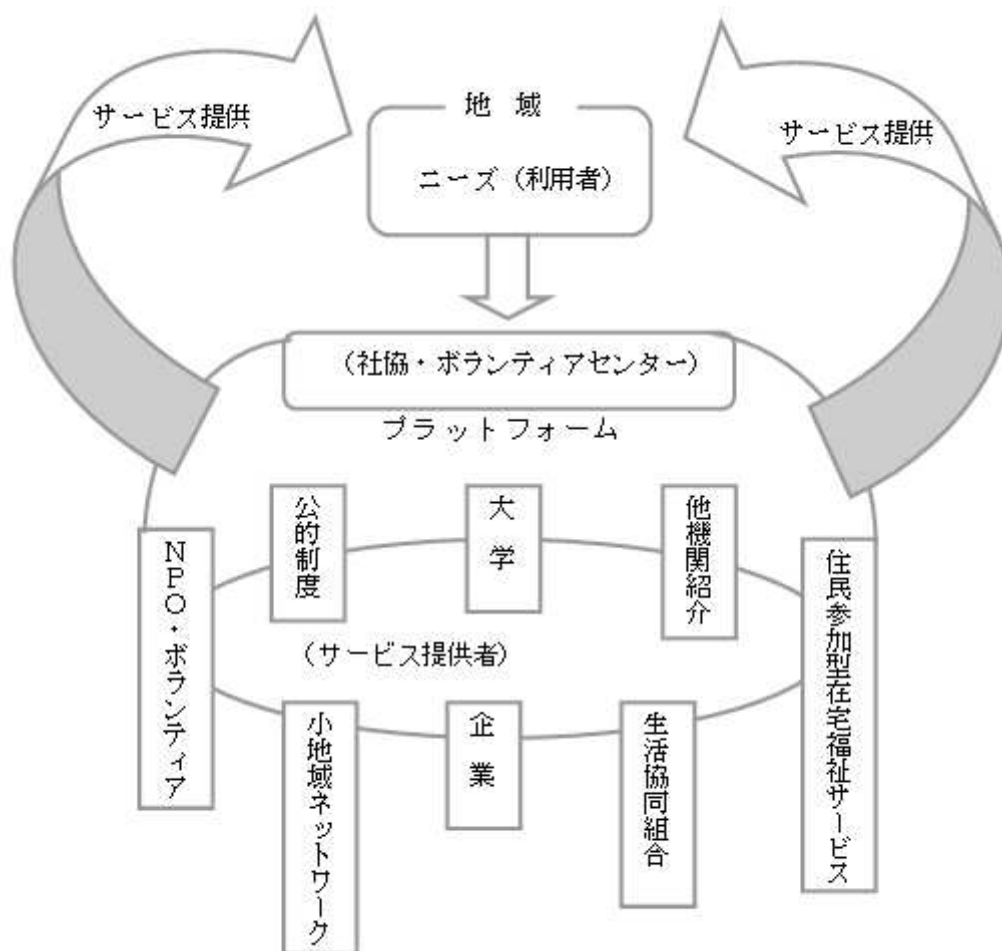 サービス提供
地 域
サービス提供
ニーズ（利用者）
（社協・ボランティアセンター）
プラットフォーム
公的制度
大学
他機関紹介
NPO・ボランティア
住民参加型在宅福祉サービス
（サービス提供者）
小地域ネットワーク
企業
生活協同組合